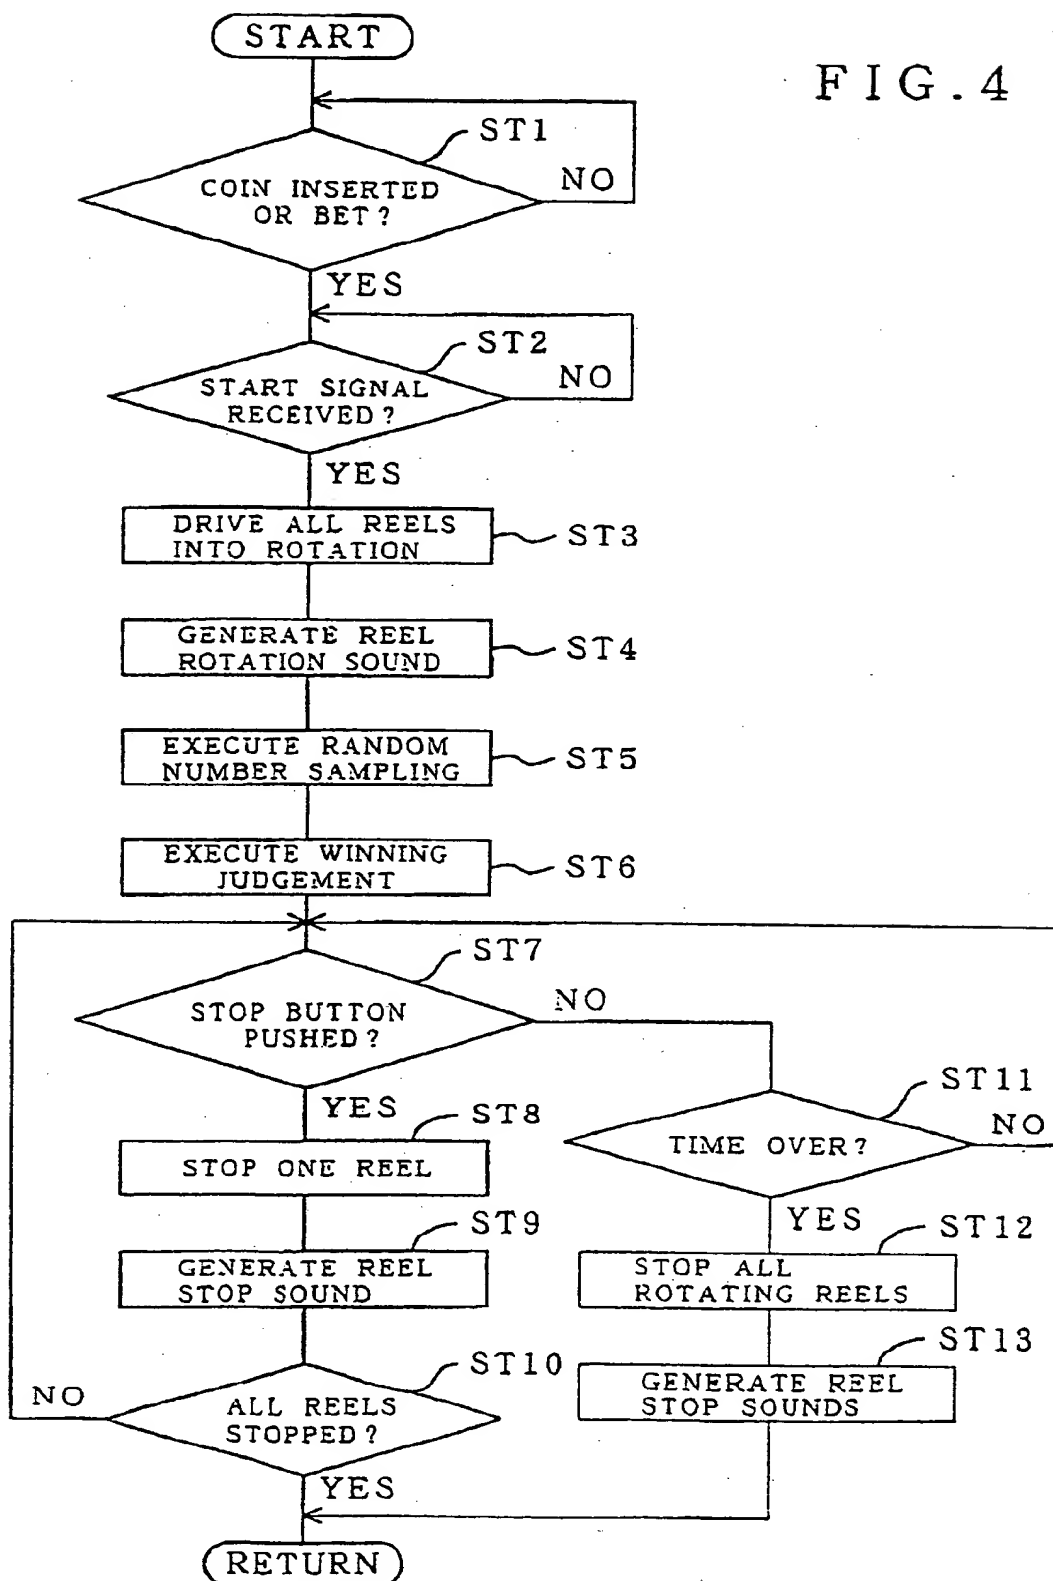 START
FIG.4
ST1
COIN INSERTED
OR BET?
NO
YES
ST2
START SIGNAL
RECEIVED?
NO
YES
DRIVE ALL REELS
INTO ROTATION
ST3
GENERATE REEL
ROTATION SOUND
ST4
EXECUTE RANDOM
NUMBER SAMPLING
ST5
EXECUTE WINNING
JUDGEMENT
ST6
ST7
STOP BUTTON
PUSHED?
NO
YES
ST8
STOP ONE REEL
ST9
GENERATE REEL
STOP SOUND
ST10
ALL REELS
STOPPED?
NO
YES
ST11
TIME OVER?
NO
YES
ST12
STOP ALL
ROTATING REELS
ST13
GENERATE REEL
STOP SOUNDS
RETURN